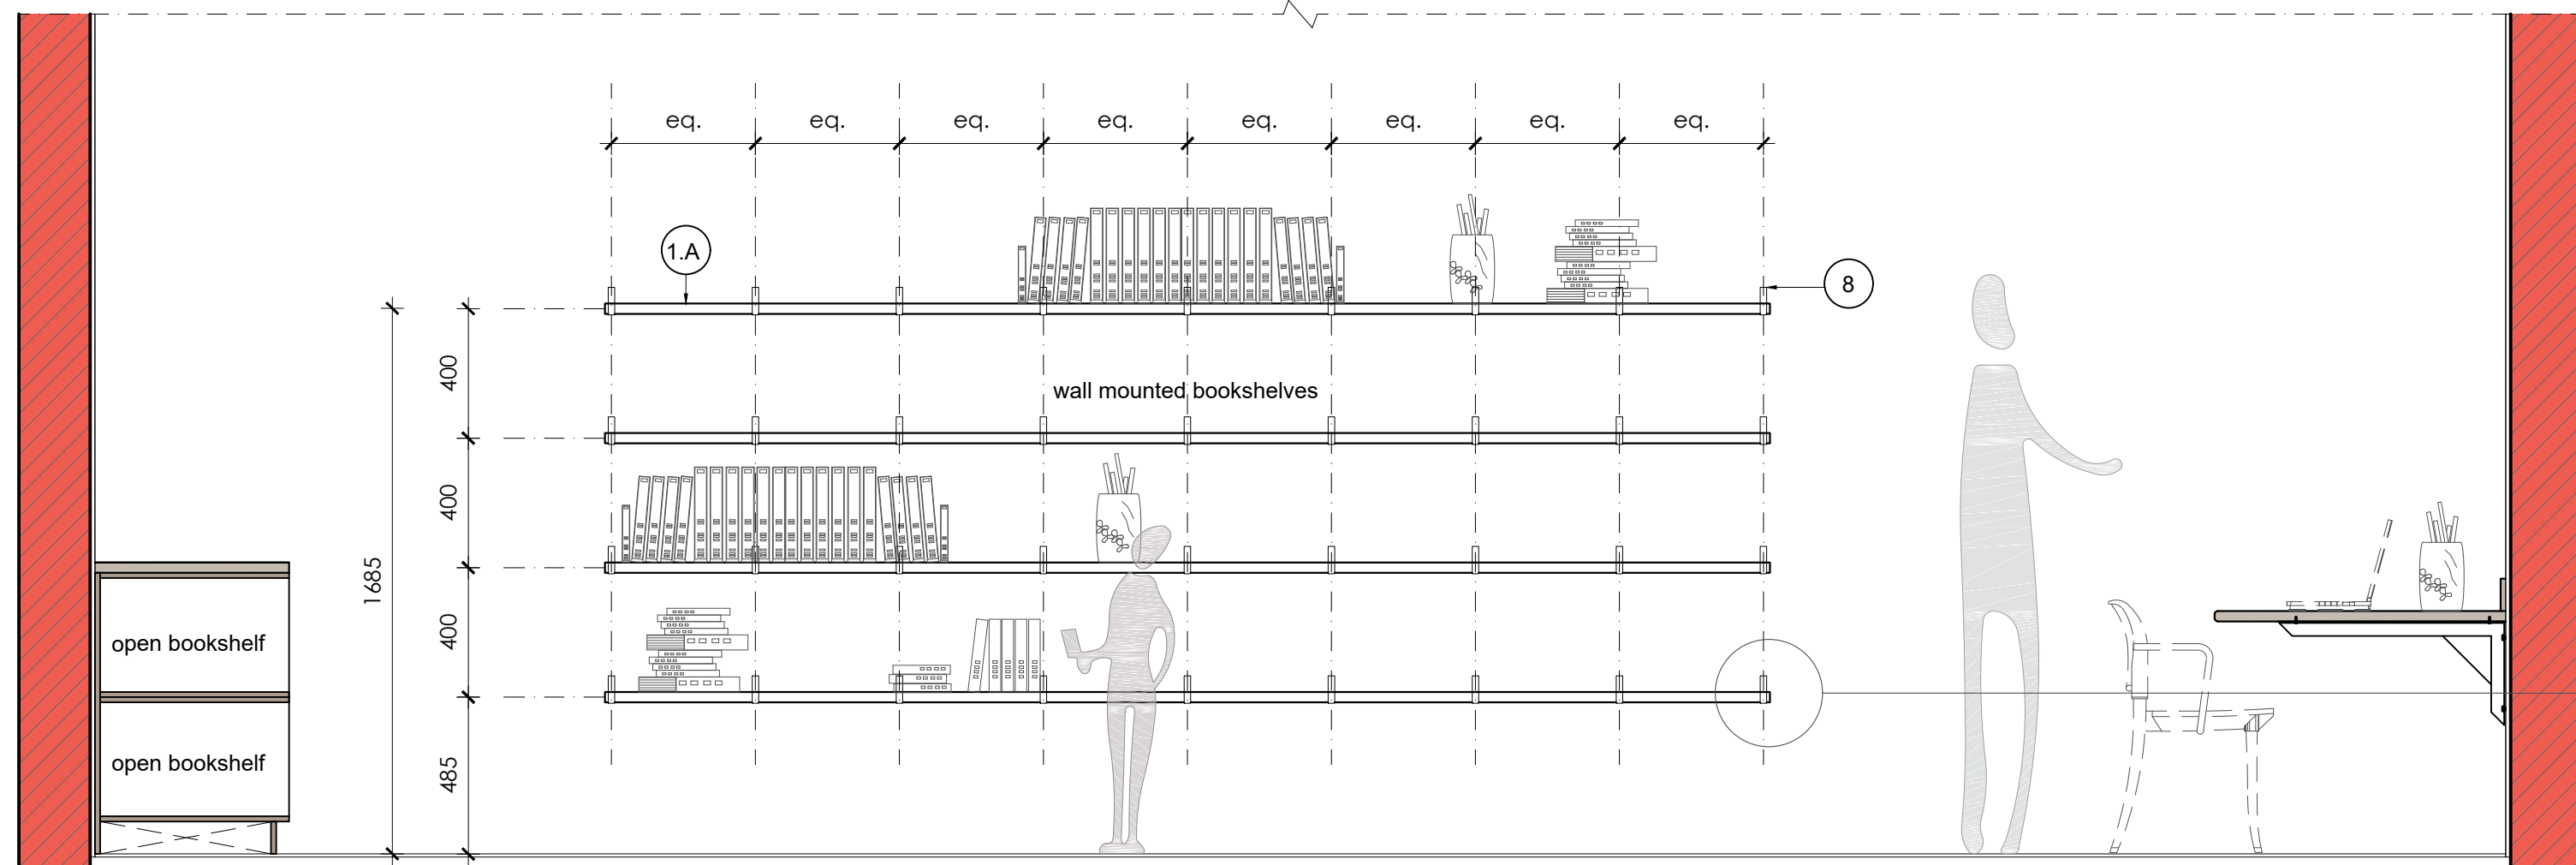 eq. eq. eq. eq. eq. eq. eq. eq.
1.A
8
400
wall mounted bookshelves
400
1685
400
open bookshelf
open bookshelf
485